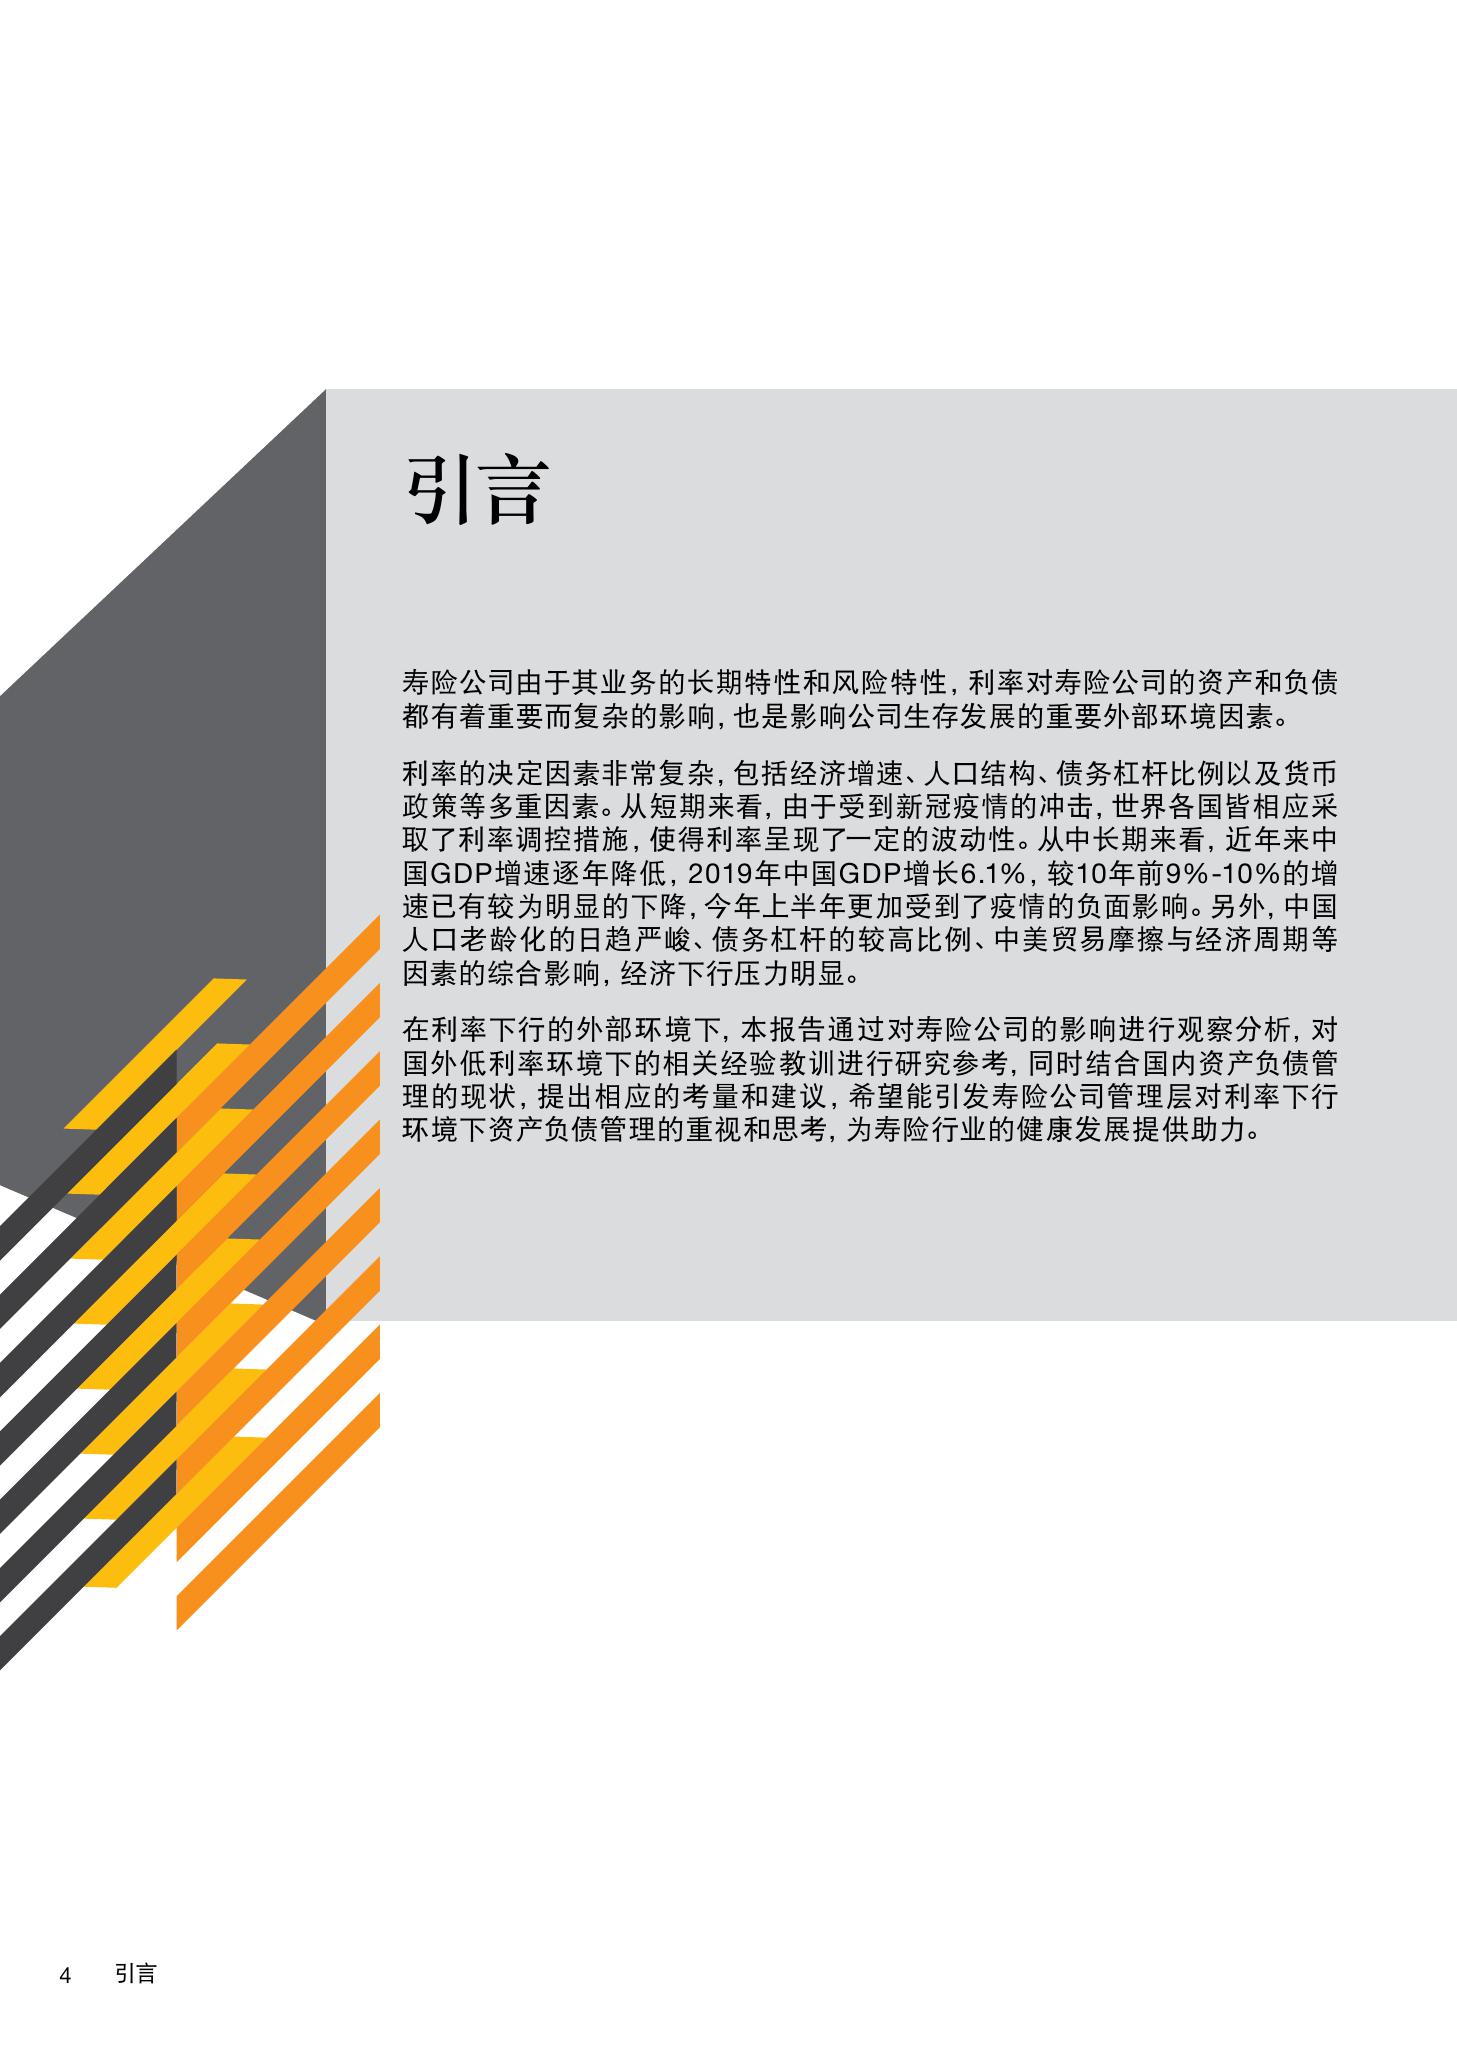 引言
寿险公司由于其业务的长期特性和风险特性，利率对寿险公司的资产和负债
都有着重要而复杂的影响，也是影响公司生存发展的重要外部环境因素。
利率的决定因素非常复杂，包括经济增速、人口结构、债务杠杆比例以及货币
政策等多重因素。从短期来看，由于受到新冠疫情的冲击，世界各国皆相应采
取了利率调控措施，使得利率呈现了一定的波动性。从中长期来看，近年来中
国GDP增速逐年降低，2019年中国GDP增长6.1%，较10年前9%-10%的增
速已有较为明显的下降，今年上半年更加受到了疫情的负面影响。另外，中国
人口老龄化的日趋严峻、债务杠杆的较高比例、中美贸易摩擦与经济周期等
因素的综合影响，经济下行压力明显。
在利率下行的外部环境下，本报告通过对寿险公司的影响进行观察分析，对
国外低利率环境下的相关经验教训进行研究参考，同时结合国内资产负债管
理的现状，提出相应的考量和建议，希望能引发寿险公司管理层对利率下行
环境下资产负债管理的重视和思考，为寿险行业的健康发展提供助力。
4 引言